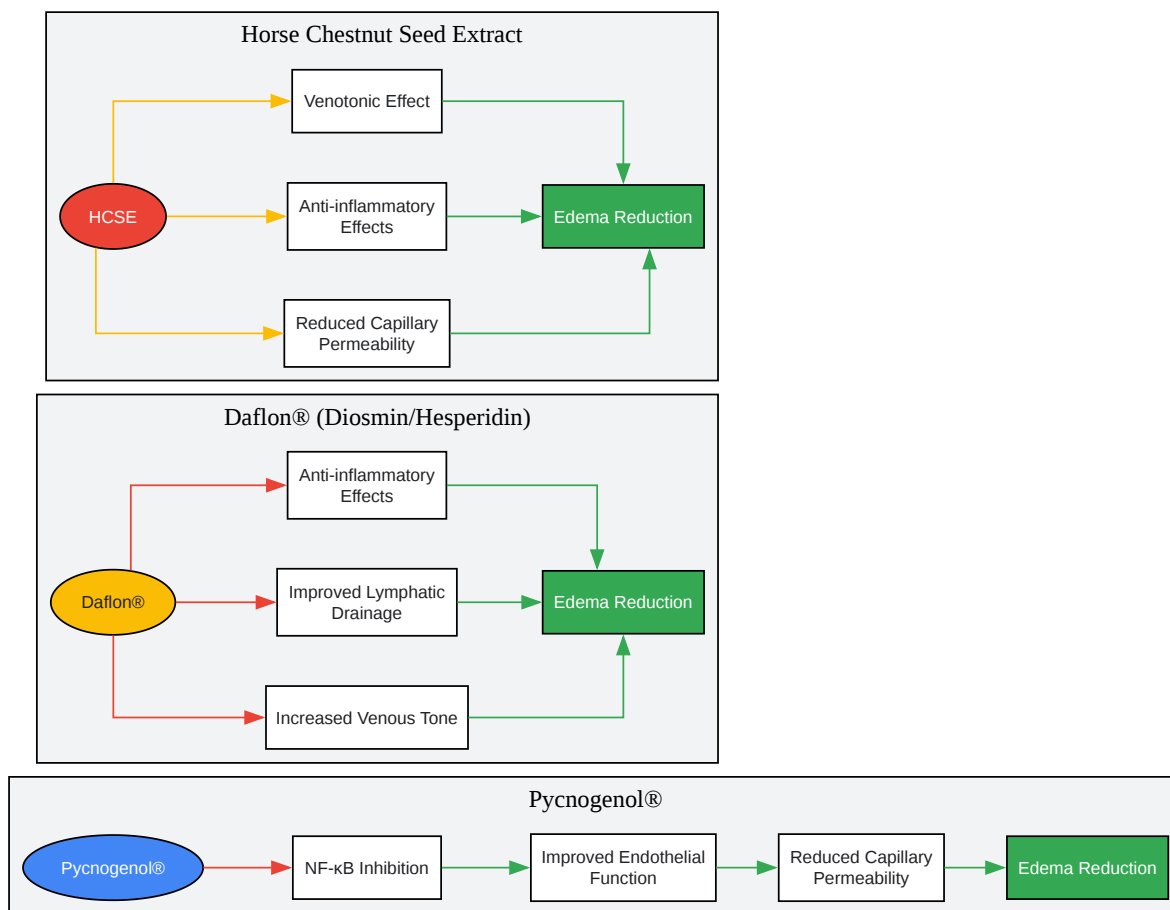 Horse Chestnut Seed Extract
Venotonic Effect
HCSE
Anti-inflammatory
Effects
Edema Reduction
Reduced Capillary
Permeability
Daflon® (Diosmin/Hesperidin)
Anti-inflammatory
Effects
Daflon®
Improved Lymphatic
Drainage
Edema Reduction
Increased Venous Tone
Pycnogenol®
Pycnogenol®
NF-κB Inhibition
Improved Endothelial
Function
Reduced Capillary
Permeability
Edema Reduction